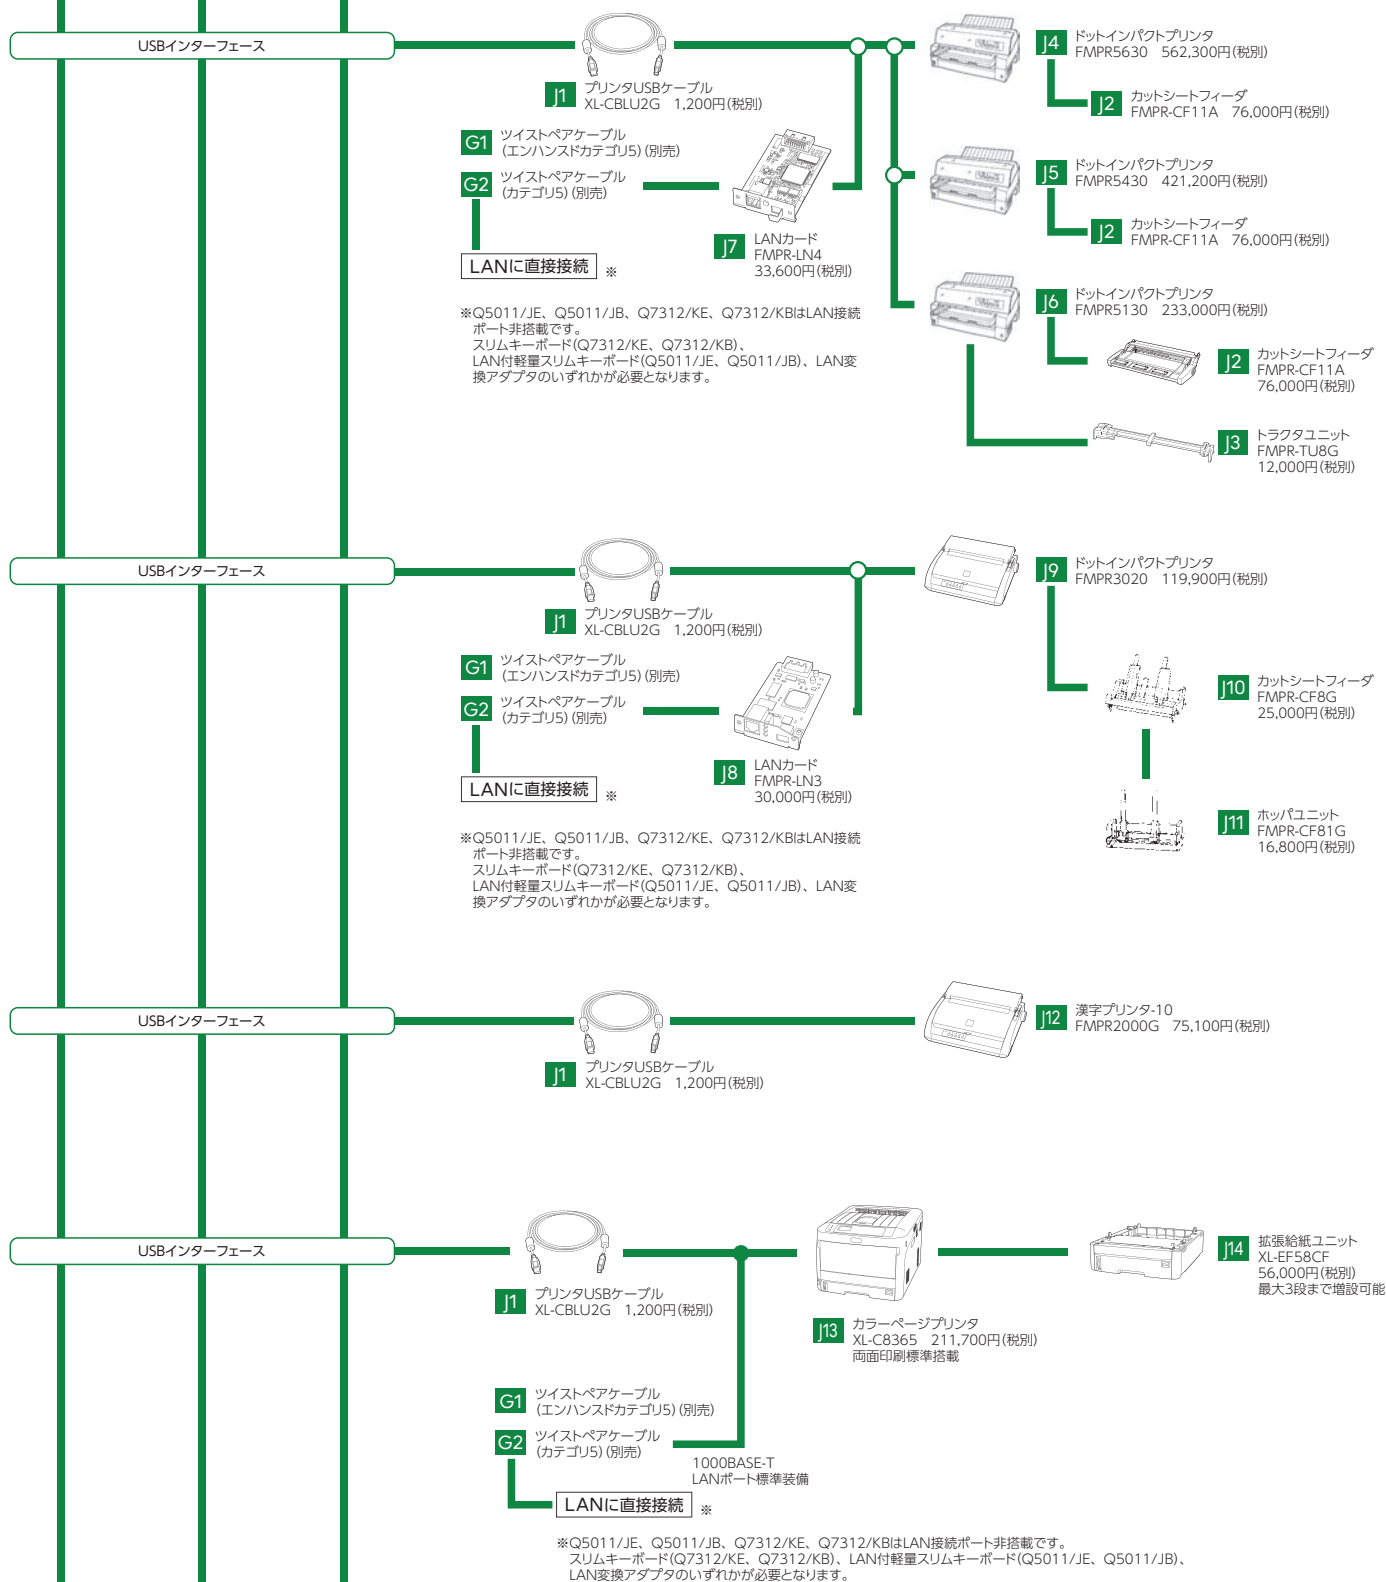 USBインターフェース
J1
プリンタUSBケーブル
XL-CBLU2G 1,200円(税別)
G1
ツイストペアケーブル
(エンハンスドカテゴリ5)(別売)
G2
ツイストペアケーブル
(カテゴリ5)(別売)
LANに直接接続 ※
J7
LANカード
FMPR-LN4
33,600円(税別)
※Q5011/JE、Q5011/JB、Q7312/KE、Q7312/KBはLAN接続
ポート非搭載です。
スリムキーボード(Q7312/KE、Q7312/KB)、
LAN付軽量スリムキーボード(Q5011/JE、Q5011/JB)、LAN変
換アダプタのいずれかが必要となります。
J4
ドットインパクトプリンタ
FMPR5630 562,300円(税別)
J2
カットシートフィーダ
FMPR-CF11A 76,000円(税別)
J5
ドットインパクトプリンタ
FMPR5430 421,200円(税別)
J2
カットシートフィーダ
FMPR-CF11A 76,000円(税別)
J6
ドットインパクトプリンタ
FMPR5130 233,000円(税別)
J2
カットシートフィーダ
FMPR-CF11A
76,000円(税別)
J3
トラクタユニット
FMPR-TU8G
12,000円(税別)
USBインターフェース
J1
プリンタUSBケーブル
XL-CBLU2G 1,200円(税別)
G1
ツイストペアケーブル
(エンハンスドカテゴリ5)(別売)
G2
ツイストペアケーブル
(カテゴリ5)(別売)
LANに直接接続 ※
J8
LANカード
FMPR-LN3
30,000円(税別)
※Q5011/JE、Q5011/JB、Q7312/KE、Q7312/KBはLAN接続
ポート非搭載です。
スリムキーボード(Q7312/KE、Q7312/KB)、
LAN付軽量スリムキーボード(Q5011/JE、Q5011/JB)、LAN変
換アダプタのいずれかが必要となります。
J9
ドットインパクトプリンタ
FMPR3020 119,900円(税別)
J10
カットシートフィーダ
FMPR-CF8G
25,000円(税別)
J11
ホッパユニット
FMPR-CF81G
16,800円(税別)
USBインターフェース
J1
プリンタUSBケーブル
XL-CBLU2G 1,200円(税別)
J12
漢字プリンタ-10
FMPR2000G 75,100円(税別)
USBインターフェース
J1
プリンタUSBケーブル
XL-CBLU2G 1,200円(税別)
J13
カラーページプリンタ
XL-C8365 211,700円(税別)
両面印刷標準搭載
J14
拡張給紙ユニット
XL-EF58CF
56,000円(税別)
最大3段まで増設可能
G1
ツイストペアケーブル
(エンハンスドカテゴリ5)(別売)
G2
ツイストペアケーブル
(カテゴリ5)(別売)
1000BASE-T
LANポート標準装備
LANに直接接続 ※
※Q5011/JE、Q5011/JB、Q7312/KE、Q7312/KBはLAN接続ポート非搭載です。
スリムキーボード(Q7312/KE、Q7312/KB)、LAN付軽量スリムキーボード(Q5011/JE、Q5011/JB)、
LAN変換アダプタのいずれかが必要となります。